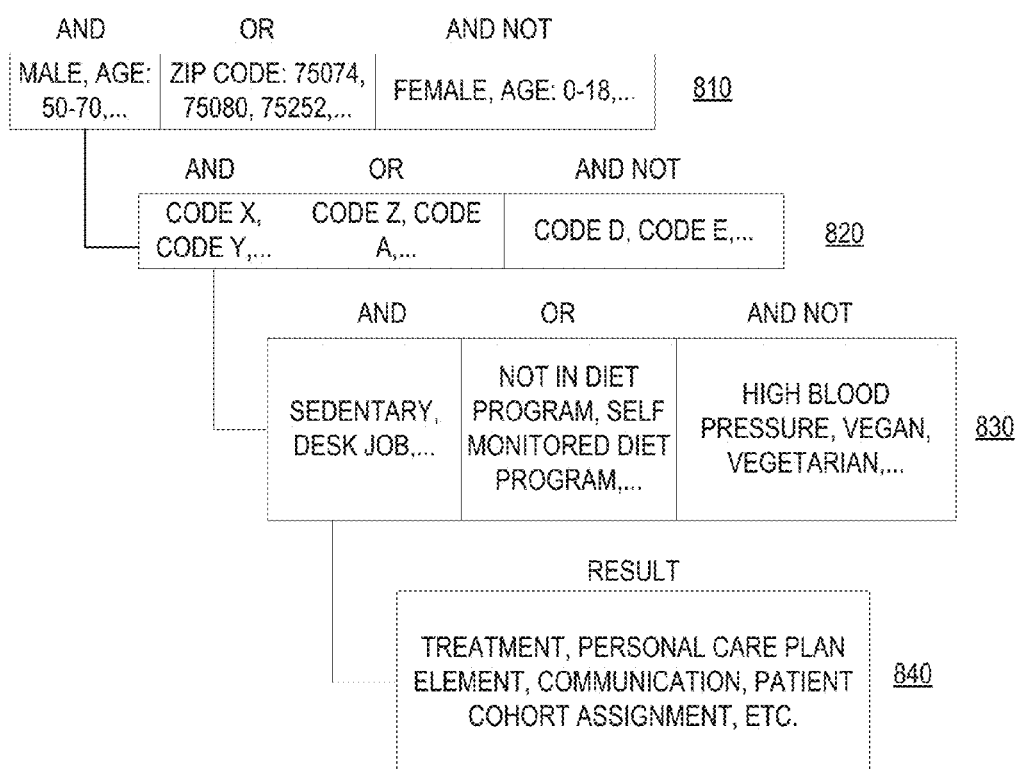 AND OR AND NOT
MALE, AGE: 50-70,...
ZIP CODE: 75074, 75080, 75252,...
FEMALE, AGE: 0-18,...
810
AND OR AND NOT
CODE X, CODE Y,...
CODE Z, CODE A,...
CODE D, CODE E,...
820
AND OR AND NOT
SEDENTARY, DESK JOB,...
NOT IN DIET PROGRAM, SELF MONITORED DIET PROGRAM,...
HIGH BLOOD PRESSURE, VEGAN, VEGETARIAN,...
830
RESULT
TREATMENT, PERSONAL CARE PLAN
ELEMENT, COMMUNICATION, PATIENT
COHORT ASSIGNMENT, ETC.
840